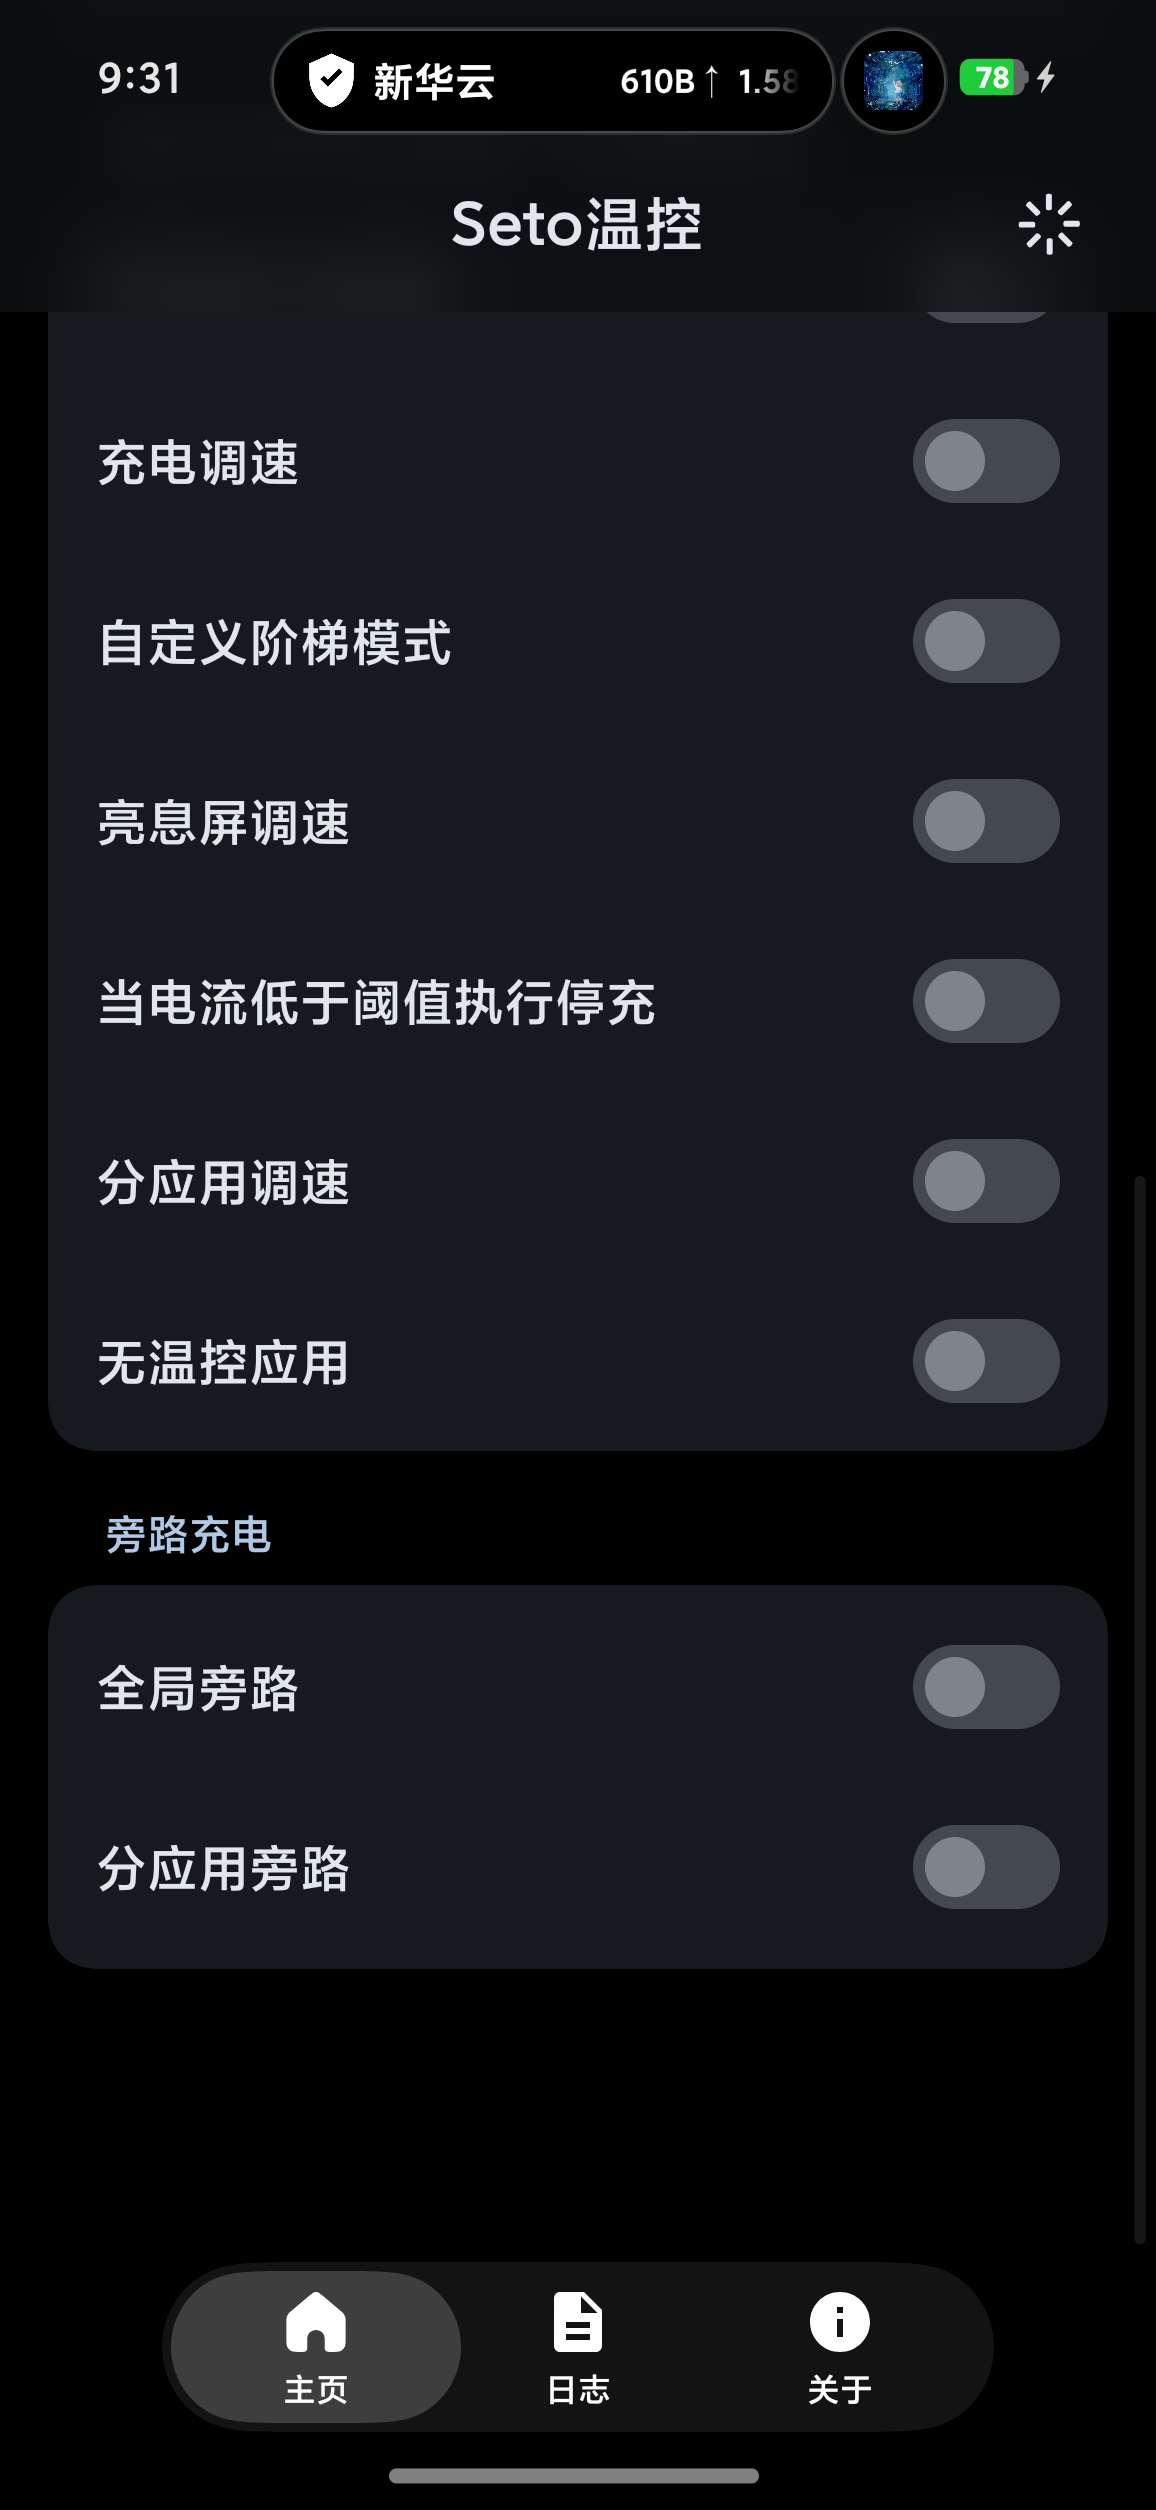 9:31
新华云
610B↑ 1.58
78
Seto温控
充电调速
自定义阶梯模式
亮息屏调速
当电流低于阈值执行停充
分应用调速
无温控应用
旁路充电
全局旁路
分应用旁路
主页
日志
关于